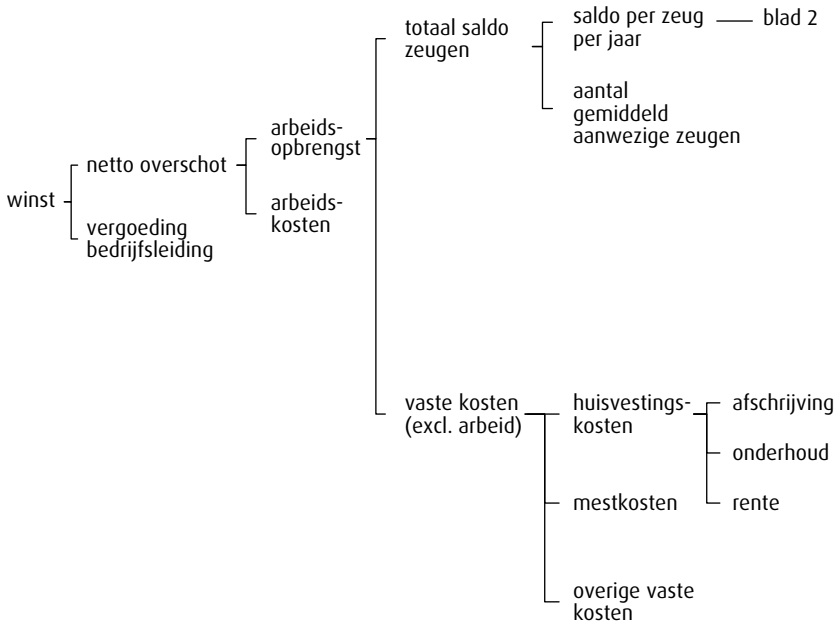 totaal saldo
zeugen
saldo per zeug
per jaar
blad 2
aantal
gemiddeld
aanwezige zeugen
arbeids-
opbrengst
netto overschot
winst
arbeids-
kosten
vergoeding
bedrijfsleiding
vaste kosten
(excl. arbeid)
huisvestings-
kosten
afschrijving
onderhoud
mestkosten
rente
overige vaste
kosten